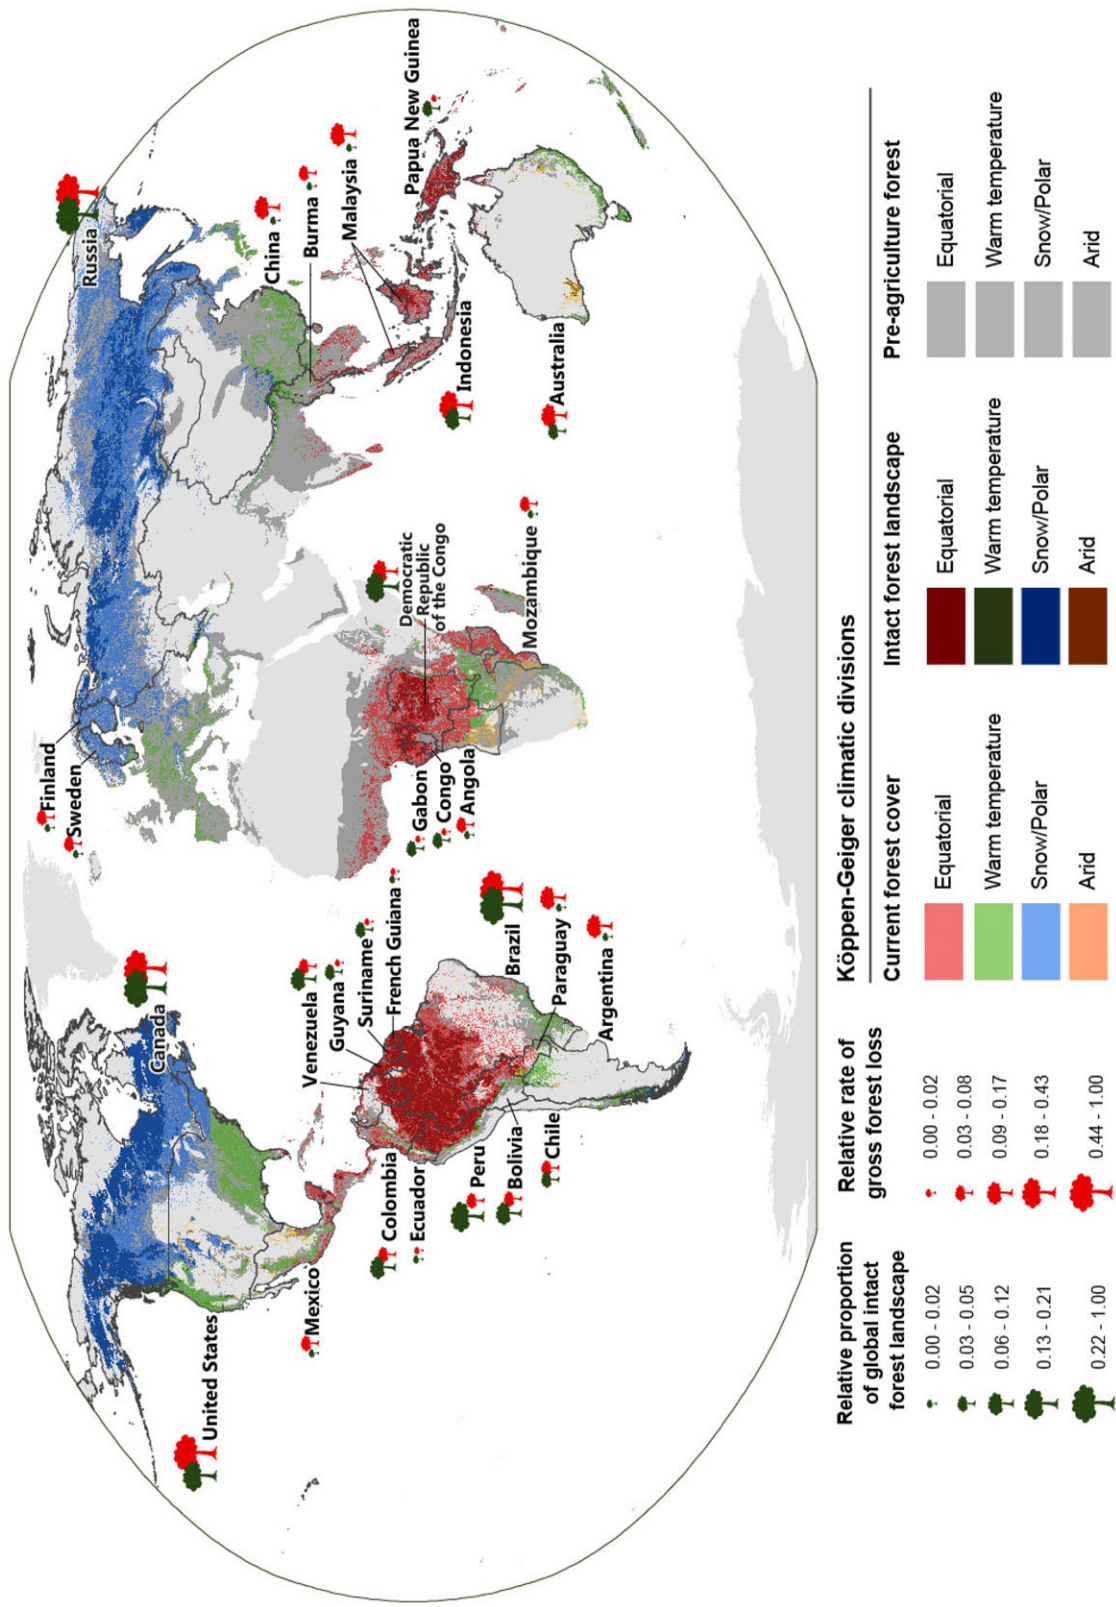 Finland
Sweden
Russia
Canada
United States
Mexico
China
Burma
Malaysia
Papua New Guinea
Indonesia
Australia
Venezuela
Guyana
Suriname
French Guiana
Colombia
Ecuador
Peru
Bolivia
Chile
Brazil
Paraguay
Argentina
Gabon
Congo
Angola
Democratic
Republic
of the Congo
Mozambique
Relative proportion
of global intact
forest landscape
0.00 - 0.02
0.03 - 0.05
0.06 - 0.12
0.13 - 0.21
0.22 - 1.00
Relative rate of
gross forest loss
0.00 - 0.02
0.03 - 0.08
0.09 - 0.17
0.18 - 0.43
0.44 - 1.00
Köppen-Geiger climatic divisions
Current forest cover
Equatorial
Warm temperature
Snow/Polar
Arid
Intact forest landscape
Equatorial
Warm temperature
Snow/Polar
Arid
Pre-agriculture forest
Equatorial
Warm temperature
Snow/Polar
Arid